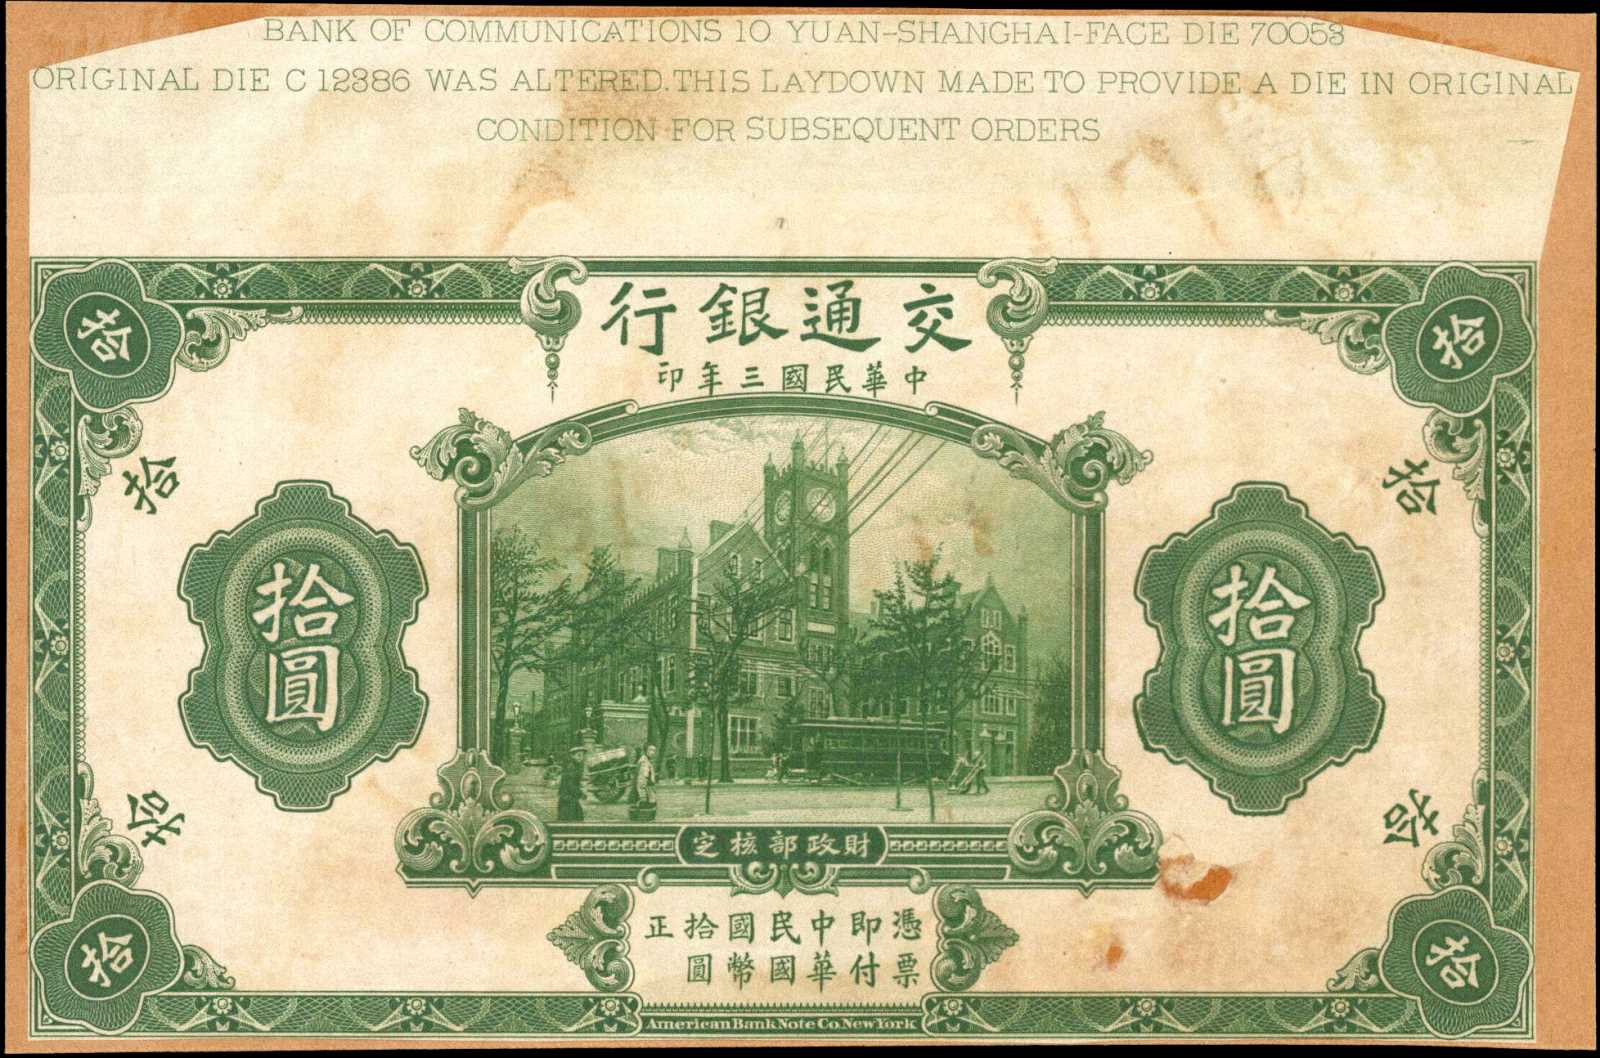 BANK OF COMMUNICATIONS 10 YUAN-SHANGHAI-FACE DIE 70053
ORIGINAL DIE C 12386 WAS ALTERED. THIS LAYDOWN MADE TO PROVIDE A DIE IN ORIGINAL
CONDITION FOR SUBSEQUENT ORDERS
拾
交通銀行
拾
中華民國三年印
拾
拾
拾圓
拾圓
拾
拾
財政部核定
憑票即付中華民國國幣拾圓正
拾
拾
American Bank Note Co. New York